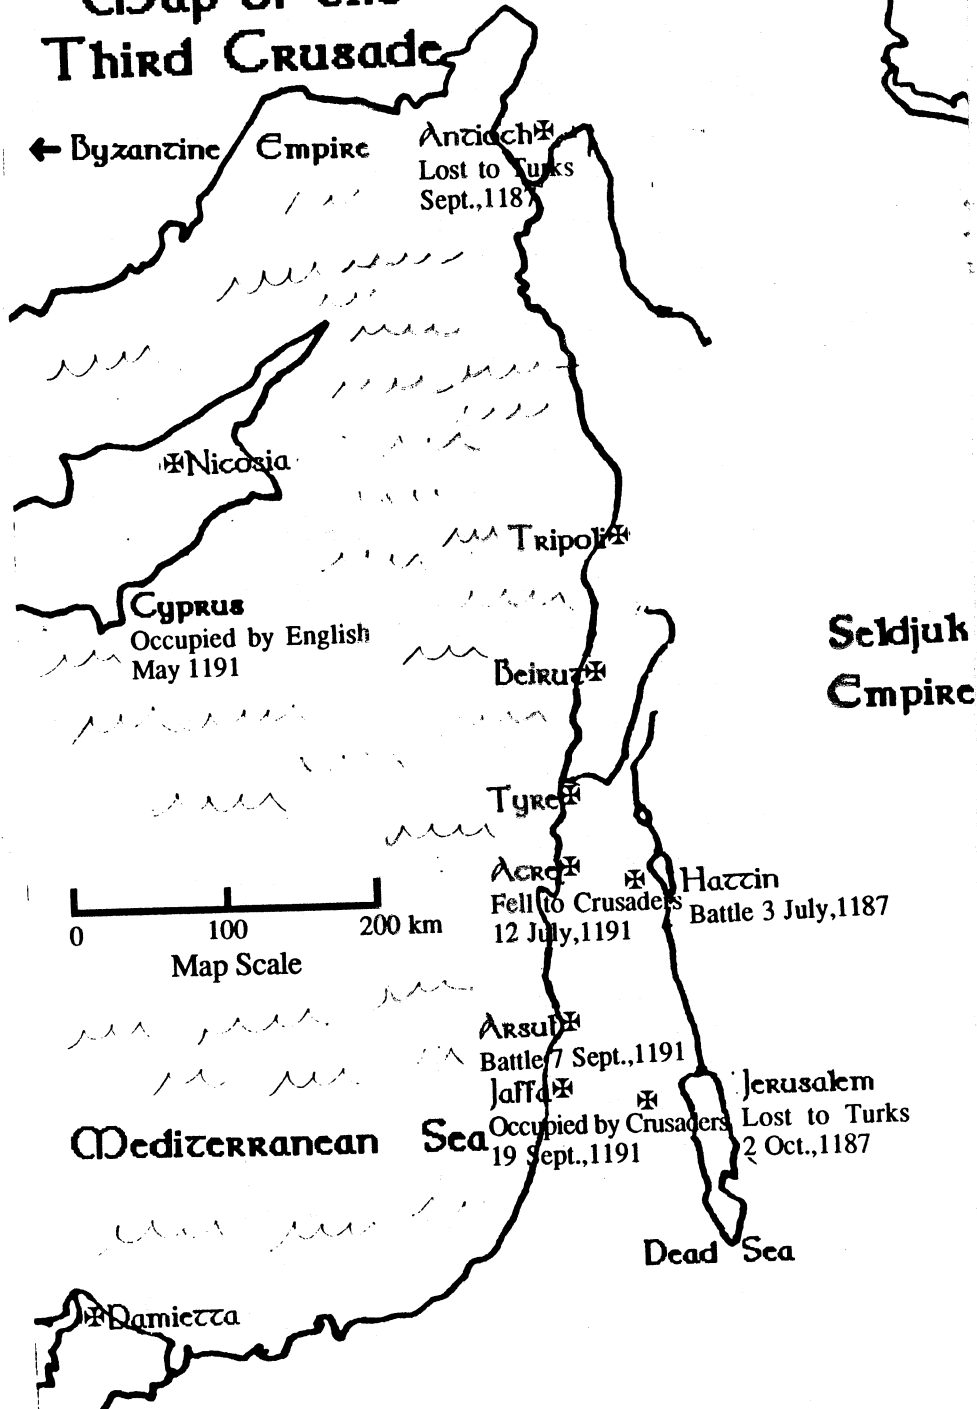 Map of the
Third Crusade
← Byzantine Empire
Antioch
Lost to Turks
Sept.,1187
Nicosia
Tripoli
Cyprus
Occupied by English
May 1191
Seldjuk
Empire
Beirut
Tyre
Acre
Fell to Crusaders
12 July,1191
Hattin
Battle 3 July,1187
0 100 200 km
Map Scale
Arsuf
Battle 7 Sept.,1191
Jaffa
Occupied by Crusaders
19 Sept.,1191
Jerusalem
Lost to Turks
2 Oct.,1187
Mediterranean Sea
Dead Sea
Damietta